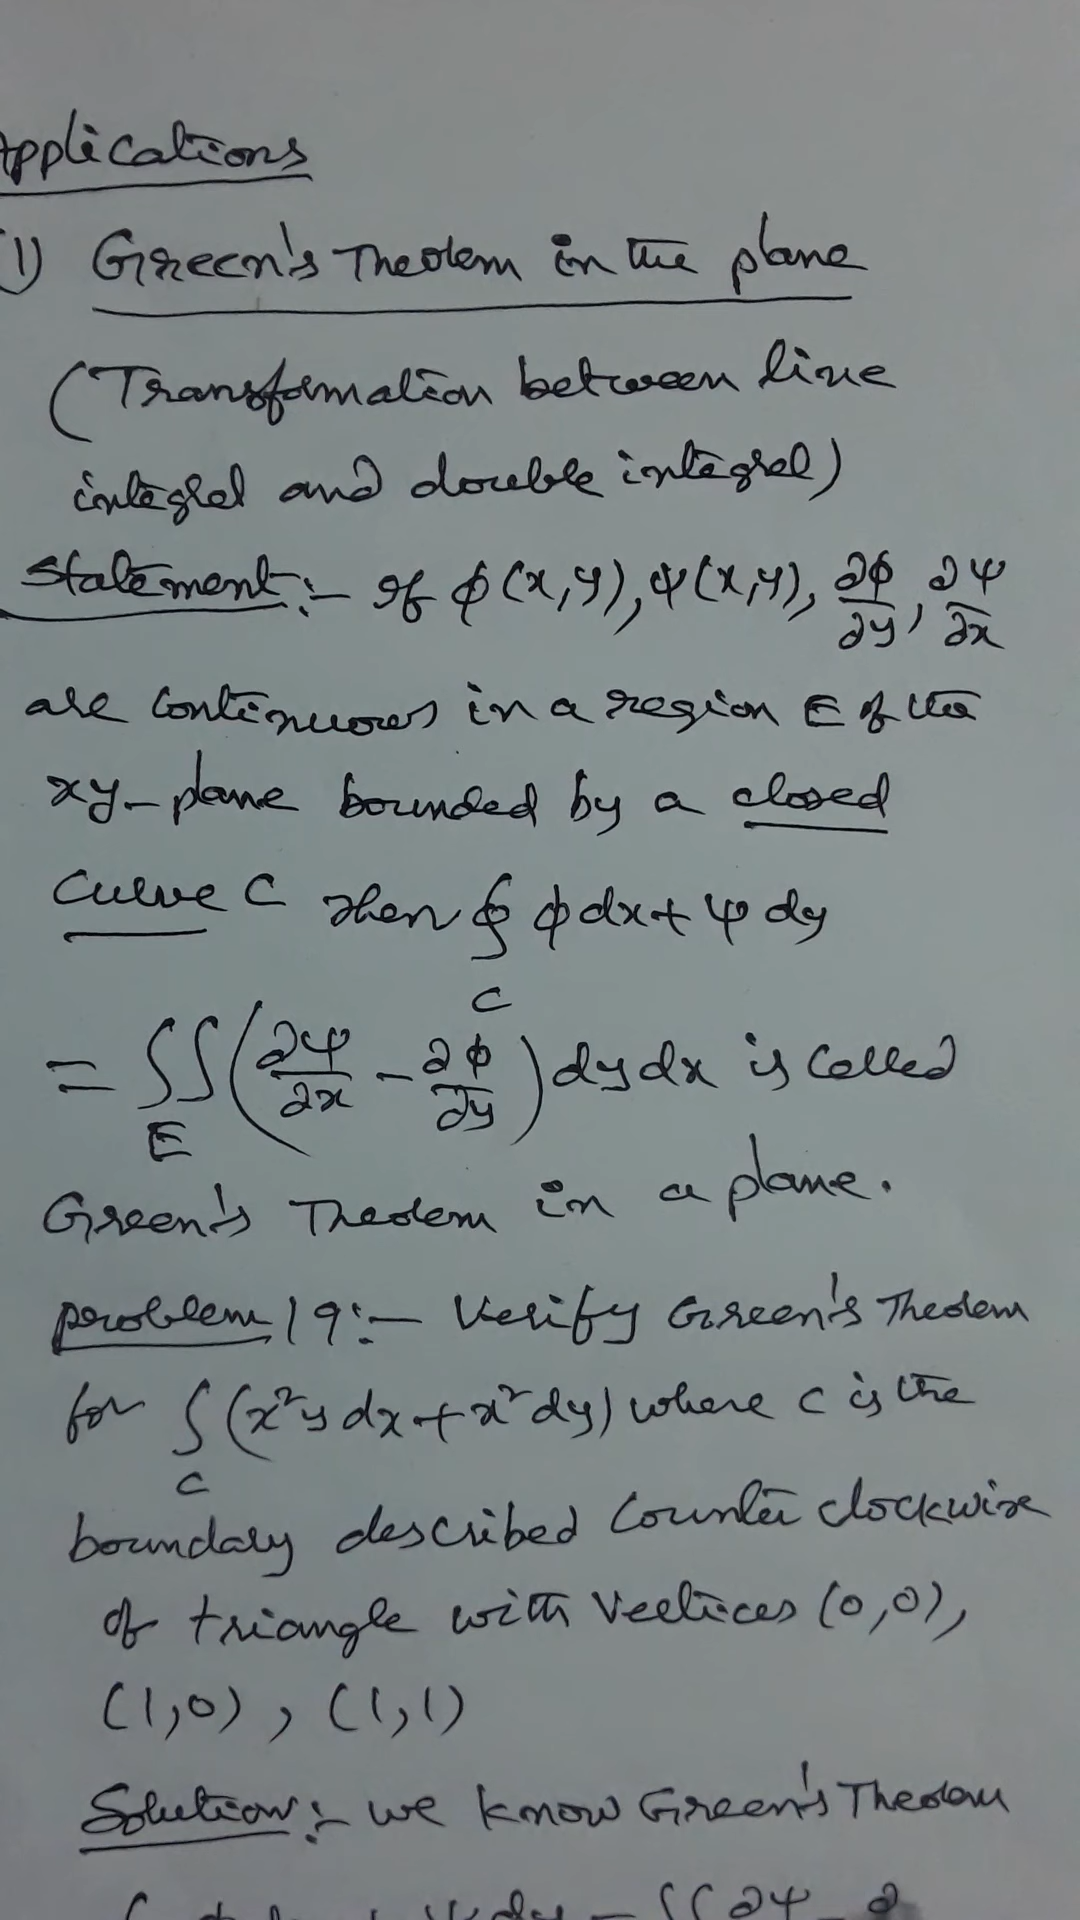 Applications
1) Green's Theorem in the plane
(Transformation between line
integral and double integral)
Statement:- If ϕ(x,y), ψ(x,y), ∂ϕ/∂y, ∂ψ/∂x
are continuous in a region E of the
xy-plane bounded by a closed
curve C then ∮_C ϕ dx + ψ dy
= ∬_E (∂ψ/∂x - ∂ϕ/∂y) dy dx is called
Green's Theorem in a plane.
problem 19:- Verify Green's Theorem
for ∫_C (x²y dx + x² dy) where C is the
boundary described counter clockwise
of triangle with vertices (0,0),
(1,0), (1,1)
Solution:- we know Green's Theorem